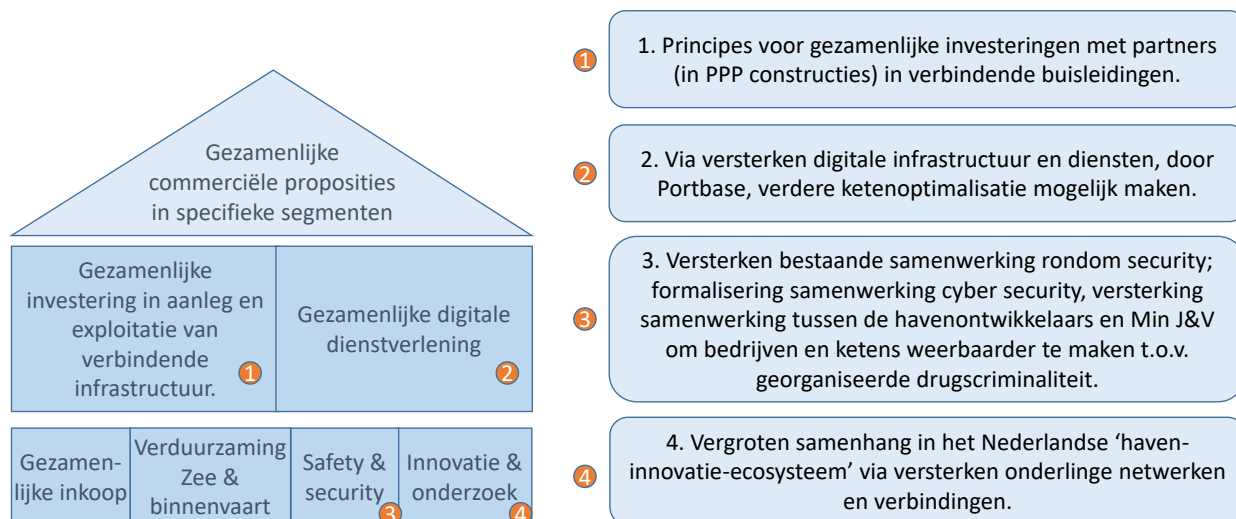 Gezamenlijke
commerciële proposities
in specifieke segmenten
Gezamenlijke
investering in aanleg en
exploitatie van
verbindende
infrastructuur.
1
Gezamenlijke digitale
dienstverlening
2
Gezamen-
lijke inkoop
Verduurzaming
Zee &
binnenvaart
Safety &
security
3
Innovatie &
onderzoek
4
1
1. Principes voor gezamenlijke investeringen met partners
(in PPP constructies) in verbindende buisleidingen.
2
2. Via versterken digitale infrastructuur en diensten, door
Portbase, verdere ketenoptimalisatie mogelijk maken.
3
3. Versterken bestaande samenwerking rondom security;
formalisering samenwerking cyber security, versterking
samenwerking tussen de havenontwikkelaars en Min J&V
om bedrijven en ketens weerbaarder te maken t.o.v.
georganiseerde drugscriminaliteit.
4
4. Vergroten samenhang in het Nederlandse ‘haven-
innovatie-ecosysteem’ via versterken onderlinge netwerken
en verbindingen.